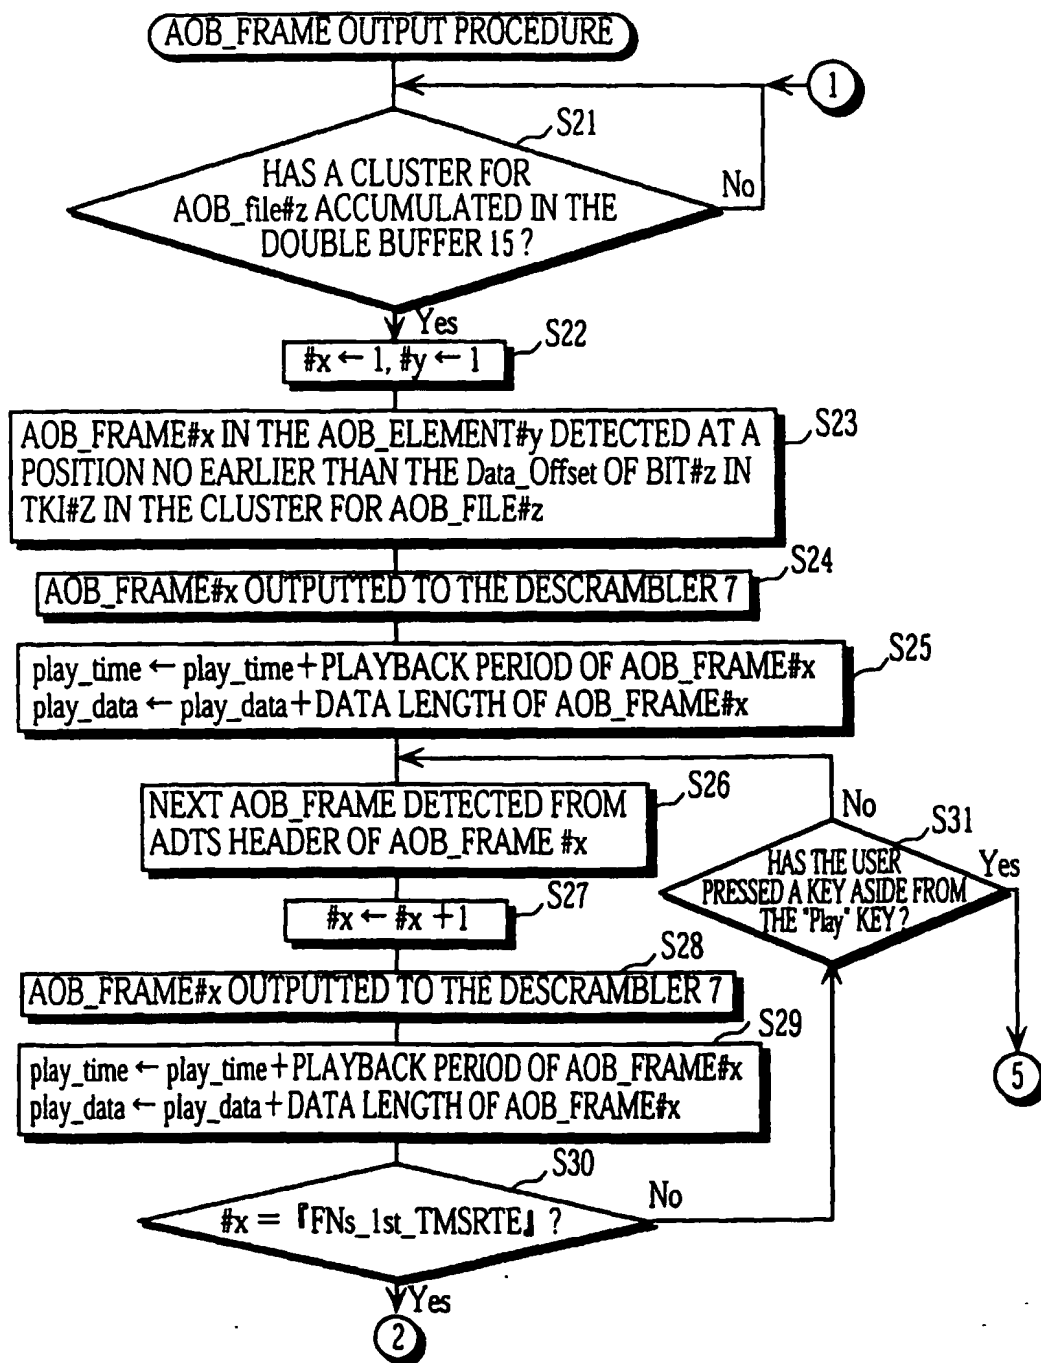 AOB_FRAME OUTPUT PROCEDURE
1
S21
HAS A CLUSTER FOR
AOB_file#z ACCUMULATED IN THE
DOUBLE BUFFER 15 ?
No
Yes
S22
#x ← 1, #y ← 1
S23
AOB_FRAME#x IN THE AOB_ELEMENT#y DETECTED AT A
POSITION NO EARLIER THAN THE Data_Offset OF BIT#z IN
TKI#Z IN THE CLUSTER FOR AOB_FILE#z
S24
AOB_FRAME#x OUTPUTTED TO THE DESCRAMBLER 7
S25
play_time ← play_time+PLAYBACK PERIOD OF AOB_FRAME#x
play_data ← play_data+DATA LENGTH OF AOB_FRAME#x
S26
NEXT AOB_FRAME DETECTED FROM
ADTS HEADER OF AOB_FRAME #x
No
S31
HAS THE USER
PRESSED A KEY ASIDE FROM
THE "Play" KEY ?
Yes
S27
#x ← #x +1
S28
AOB_FRAME#x OUTPUTTED TO THE DESCRAMBLER 7
S29
play_time ← play_time+PLAYBACK PERIOD OF AOB_FRAME#x
play_data ← play_data+DATA LENGTH OF AOB_FRAME#x
5
S30
#x = 『FNs_1st_TMSRTE』 ?
No
Yes
2